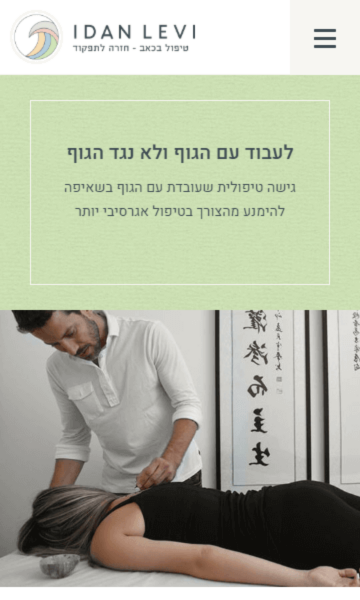 IDAN LEVI
טיפול בכאב - חזרה לתפקוד
לעבוד עם הגוף ולא נגד הגוף
גישה טיפולית שעובדת עם הגוף בשאיפה
להימנע מהצורך בטיפול אגרסיבי יותר